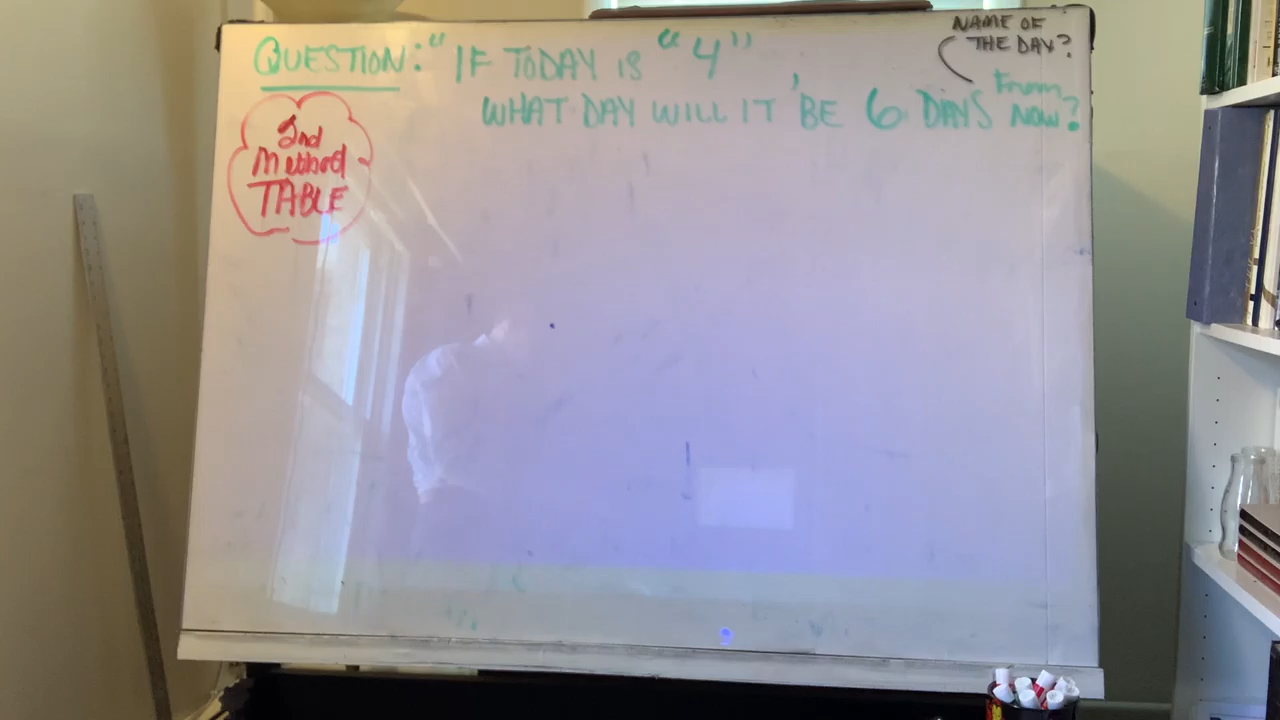 QUESTION: "IF TODAY IS "4",
WHAT DAY WILL IT BE 6 DAYS From NOW?
NAME OF
THE DAY?
2nd
Method
TABLE